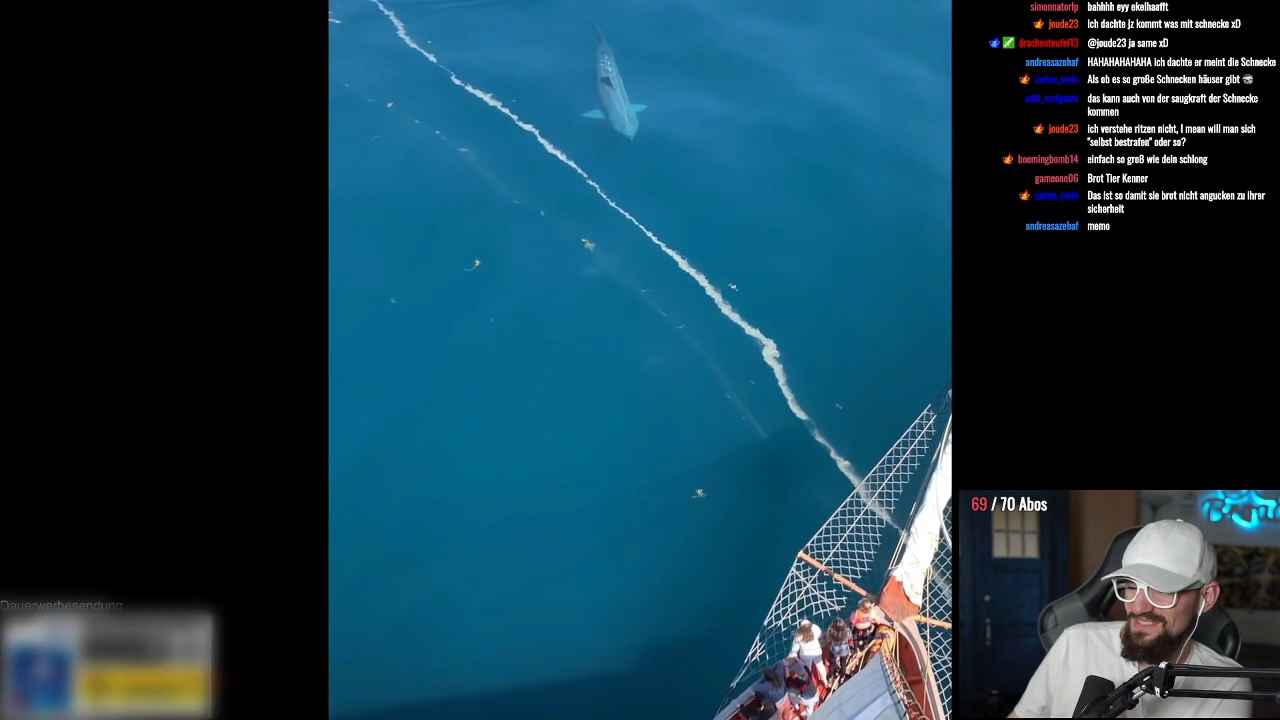 simonnatorlp bahhhh eyy ekelhaafft
joude23 ich dachte jz kommt was mit schnecke xD
drachenteufel13 @joude23 ja same xD
andreasazehaf HAHAHAHAHAHA ich dachte er meint die Schnecke
Als ob es so große Schnecken häuser gibt
das kann auch von der saugkraft der Schnecke
kommen
joude23 ich verstehe ritzen nicht, I mean will man sich
"selbst bestrafen" oder so?
boemingbomb14 einfach so groß wie dein schlong
gameone06 Brot Tier Kenner
Das ist so damit sie brot nicht angucken zu ihrer
sicherheit
andreasazehaf memo
69 / 70 Abos
Dauerwerbesendung